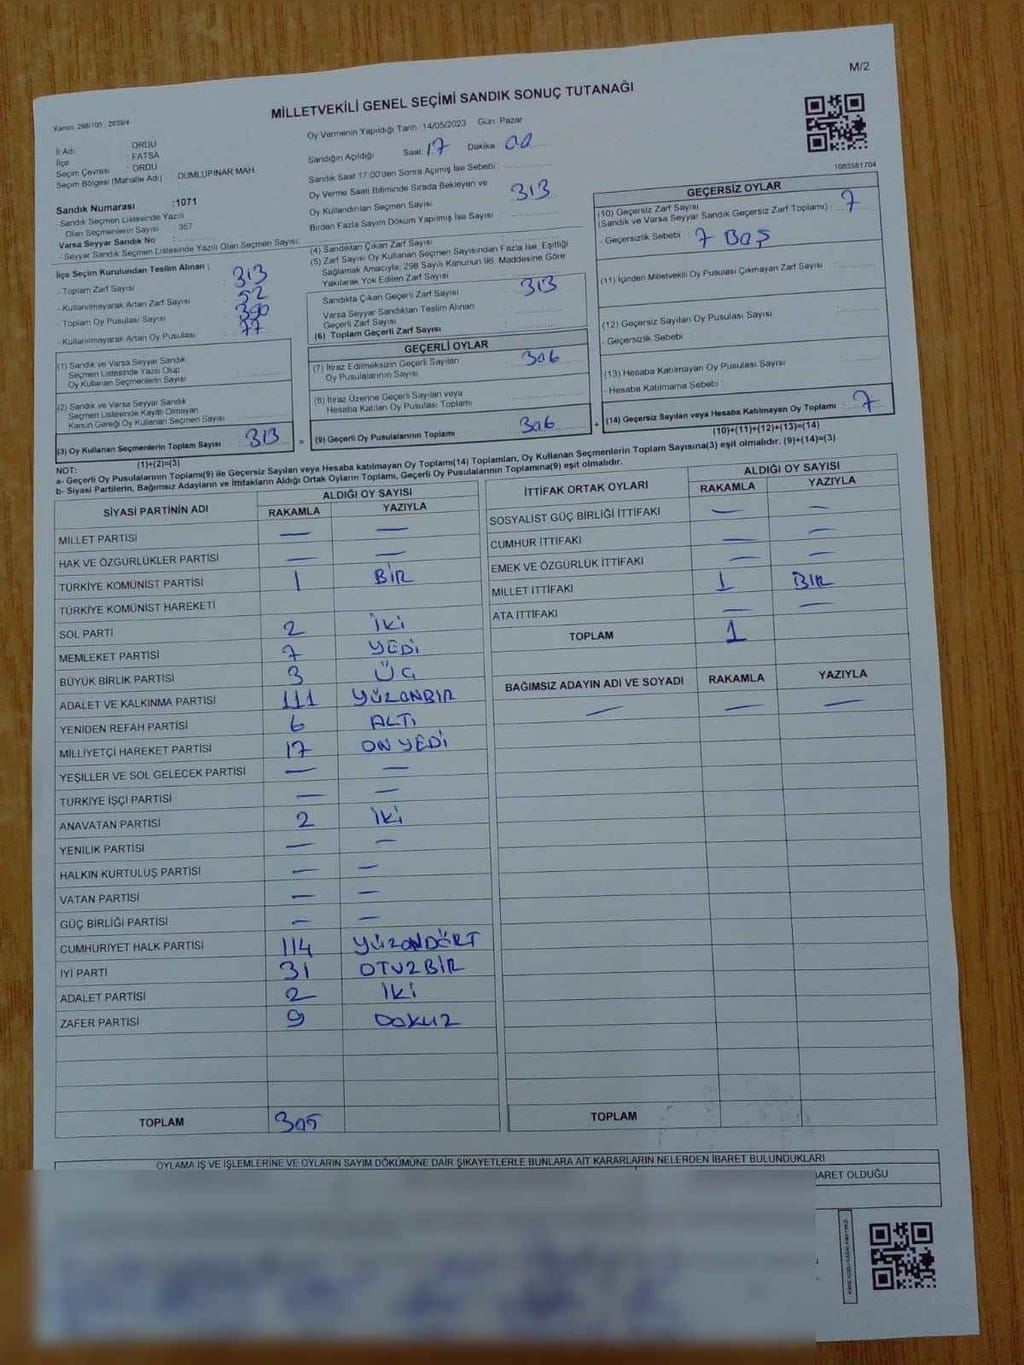 M/2
MİLLETVEKİLİ GENEL SEÇİMİ SANDIK SONUÇ TUTANAĞI
Kanun: 298/105 ; 2839/4
İl Adı : ORDU
İlçe : FATSA
Seçim Çevresi : ORDU
Seçim Bölgesi (Mahalle Adı) : DUMLUPINAR MAH
Sandık Numarası :1071
- Sandık Seçmen Listesinde Yazılı
Olan Seçmenlerin Sayısı : 357
Varsa Seyyar Sandık No :
- Seyyar Sandık Seçmen Listesinde Yazılı Olan Seçmen Sayısı:
İlçe Seçim Kurulundan Teslim Alınan :
- Toplam Zarf Sayısı : 313
- Kullanılmayarak Artan Zarf Sayısı : 52
- Toplam Oy Pusulası Sayısı : 390
- Kullanılmayarak Artan Oy Pusulası : 77
(1) Sandık ve Varsa Seyyar Sandık
Seçmen Listesinde Yazılı Olup
Oy Kullanan Seçmenlerin Sayısı
(2) Sandık ve Varsa Seyyar Sandık
Seçmen Listesinde Kayıtlı Olmayan
Kanun Gereği Oy Kullanan Seçmen Sayısı
(3) Oy Kullanan Seçmenlerin Toplam Sayısı : 313
(1)+(2)=(3)
Oy Vermenin Yapıldığı Tarih : 14/05/2023 Gün: Pazar
Sandığın Açıldığı Saat 17 Dakika 00
Sandık Saat 17:00'den Sonra Açılmış İse Sebebi :
Oy Verme Saati Bitiminde Sırada Bekleyen ve
Oy Kullandırılan Seçmen Sayısı : 313
Birden Fazla Sayım Döküm Yapılmış İse Sayısı :
(4) Sandıktan Çıkan Zarf Sayısı
(5) Zarf Sayısı Oy Kullanan Seçmen Sayısından Fazla İse, Eşitliği
Sağlamak Amacıyla, 298 Sayılı Kanunun 98. Maddesine Göre
Yakılarak Yok Edilen Zarf Sayısı
Sandıkta Çıkan Geçerli Zarf Sayısı : 313
Varsa Seyyar Sandıktan Teslim Alınan
Geçerli Zarf Sayısı
(6) Toplam Geçerli Zarf Sayısı
GEÇERLİ OYLAR
(7) İtiraz Edilmeksizin Geçerli Sayılan
Oy Pusulalarının Sayısı : 306
(8) İtiraz Üzerine Geçerli Sayılan veya
Hesaba Katılan Oy Pusulası Toplamı :
= (9) Geçerli Oy Pusulalarının Toplamı : 306 +
1083581704
GEÇERSİZ OYLAR
(10) Geçersiz Zarf Sayısı
(Sandık ve Varsa Seyyar Sandık Geçersiz Zarf Toplamı) : 7
- Geçersizlik Sebebi : 7 BOŞ
(11) İçinden Milletvekili Oy Pusulası Çıkmayan Zarf Sayısı
(12) Geçersiz Sayılan Oy Pusulası Sayısı
- Geçersizlik Sebebi :
(13) Hesaba Katılmayan Oy Pusulası Sayısı
- Hesaba Katılmama Sebebi :
(14) Geçersiz Sayılan veya Hesaba Katılmayan Oy Toplamı : 7
(10)+(11)+(12)+(13)=(14)
NOT:
a- Geçerli Oy Pusulalarının Toplamı(9) ile Geçersiz Sayılan veya Hesaba katılmayan Oy Toplamı(14) Toplamları, Oy Kullanan Seçmenlerin Toplam Sayısına(3) eşit olmalıdır. (9)+(14)=(3)
b- Siyasi Partilerin, Bağımsız Adayların ve İttifakların Aldığı Ortak Oyların Toplamı, Geçerli Oy Pusulalarının Toplamına(9) eşit olmalıdır.
SİYASİ PARTİNİN ADI ALDIĞI OY SAYISI
RAKAMLA YAZIYLA
MİLLET PARTİSİ — —
HAK VE ÖZGÜRLÜKLER PARTİSİ — —
TÜRKİYE KOMÜNİST PARTİSİ 1 BİR
TÜRKİYE KOMÜNİST HAREKETİ
SOL PARTİ 2 İKİ
MEMLEKET PARTİSİ 7 YEDİ
BÜYÜK BİRLİK PARTİSİ 3 ÜÇ
ADALET VE KALKINMA PARTİSİ 111 YÜZONBİR
YENİDEN REFAH PARTİSİ 6 ALTI
MİLLİYETÇİ HAREKET PARTİSİ 17 ON YEDİ
YEŞİLLER VE SOL GELECEK PARTİSİ — —
TÜRKİYE İŞÇİ PARTİSİ — —
ANAVATAN PARTİSİ 2 İKİ
YENİLİK PARTİSİ — —
HALKIN KURTULUŞ PARTİSİ — —
VATAN PARTİSİ — —
GÜÇ BİRLİĞİ PARTİSİ — —
CUMHURİYET HALK PARTİSİ 114 YÜZONDÖRT
İYİ PARTİ 31 OTUZBİR
ADALET PARTİSİ 2 İKİ
ZAFER PARTİSİ 9 DOKUZ
TOPLAM 305
İTTİFAK ORTAK OYLARI ALDIĞI OY SAYISI
RAKAMLA YAZIYLA
SOSYALİST GÜÇ BİRLİĞİ İTTİFAKI — —
CUMHUR İTTİFAKI — —
EMEK VE ÖZGÜRLÜK İTTİFAKI — —
MİLLET İTTİFAKI 1 BİR
ATA İTTİFAKI — —
TOPLAM 1
BAĞIMSIZ ADAYIN ADI VE SOYADI RAKAMLA YAZIYLA
— — —
TOPLAM
OYLAMA İŞ VE İŞLEMLERİNE VE OYLARIN SAYIM DÖKÜMÜNE DAİR ŞİKAYETLERLE BUNLARA AİT KARARLARIN NELERDEN İBARET BULUNDUKLARI
BARET OLDUĞU